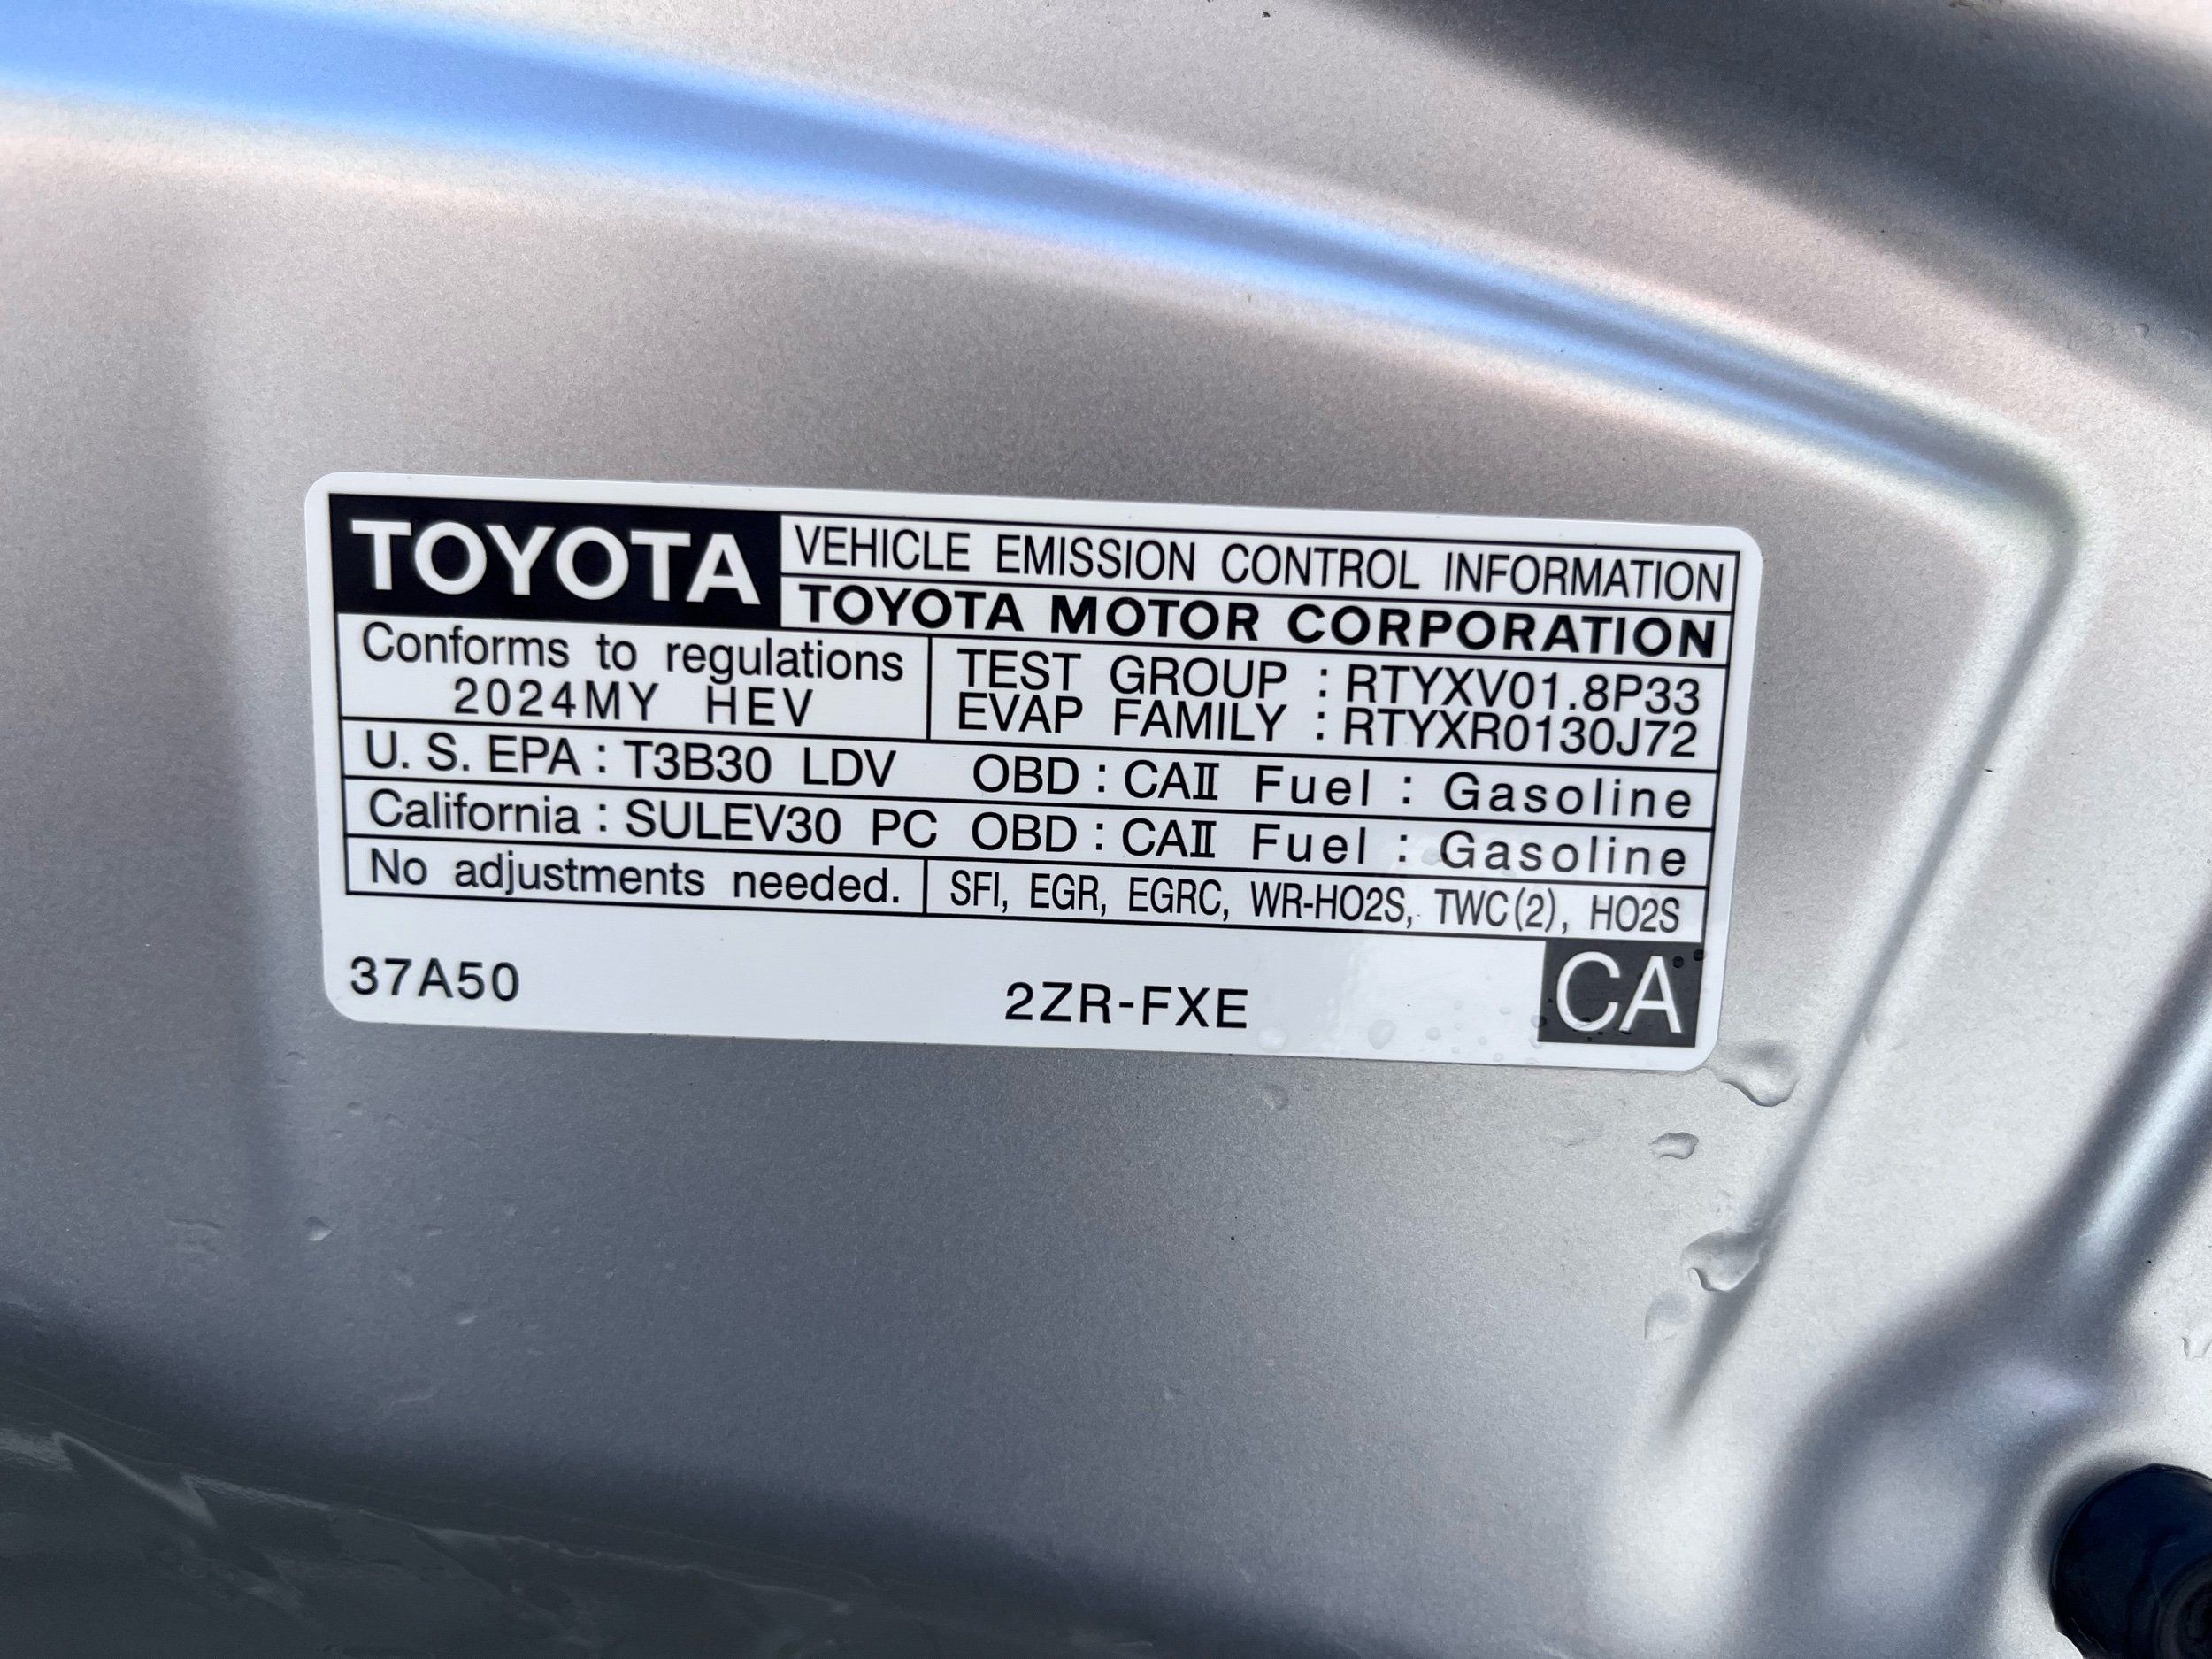 TOYOTA VEHICLE EMISSION CONTROL INFORMATION
TOYOTA MOTOR CORPORATION
Conforms to regulations
2024MY HEV
TEST GROUP : RTYXV01.8P33
EVAP FAMILY : RTYXR0130J72
U. S. EPA : T3B30 LDV OBD : CAⅡ Fuel : Gasoline
California : SULEV30 PC OBD : CAⅡ Fuel : Gasoline
No adjustments needed. SFI, EGR, EGRC, WR-HO2S, TWC(2), HO2S
37A50 2ZR-FXE CA